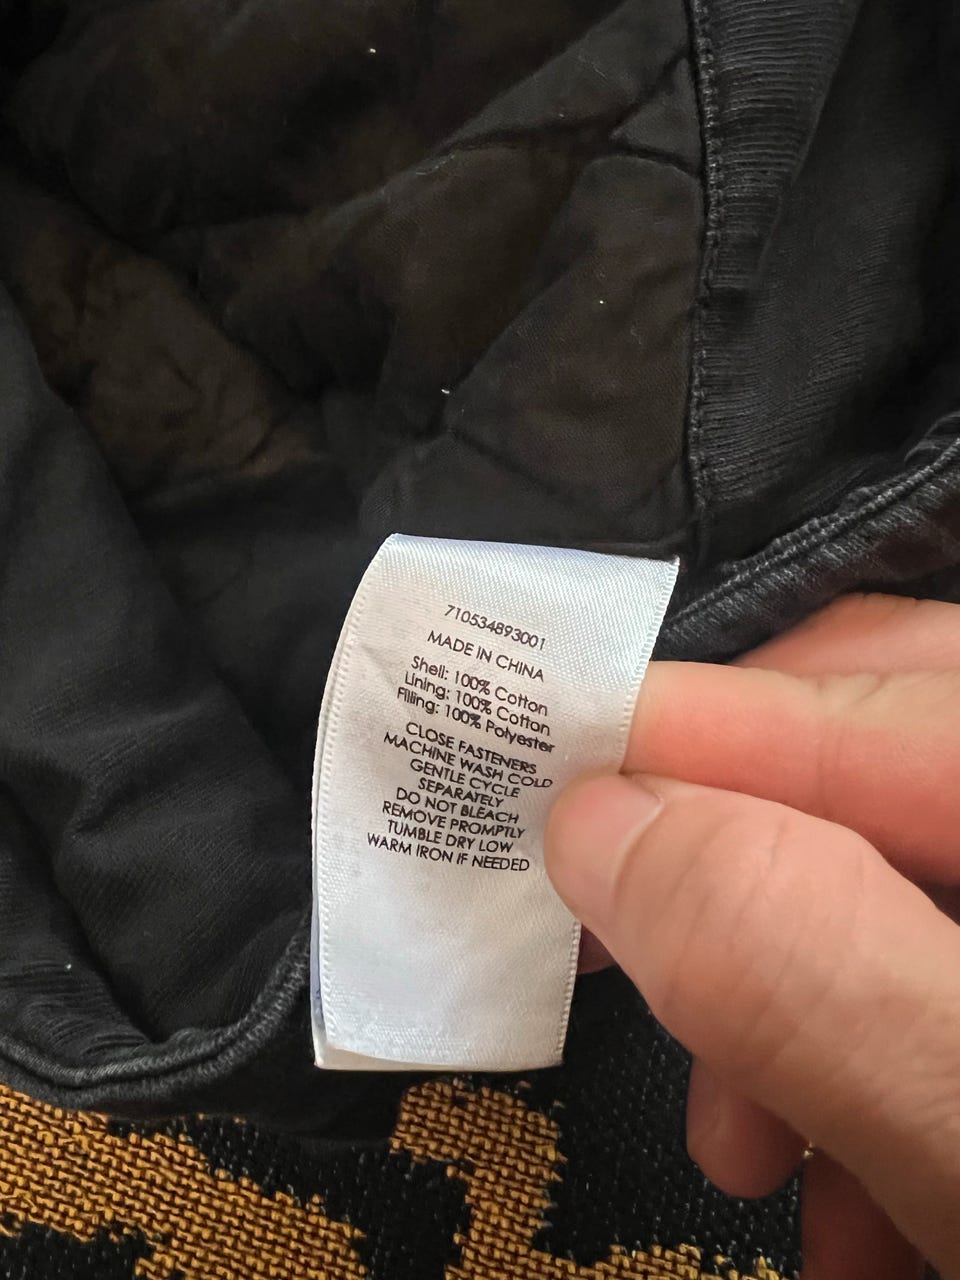 710534893001
MADE IN CHINA
Shell: 100% Cotton
Lining: 100% Cotton
Filling: 100% Polyester
CLOSE FASTENERS
MACHINE WASH COLD
GENTLE CYCLE
SEPARATELY
DO NOT BLEACH
REMOVE PROMPTLY
TUMBLE DRY LOW
WARM IRON IF NEEDED